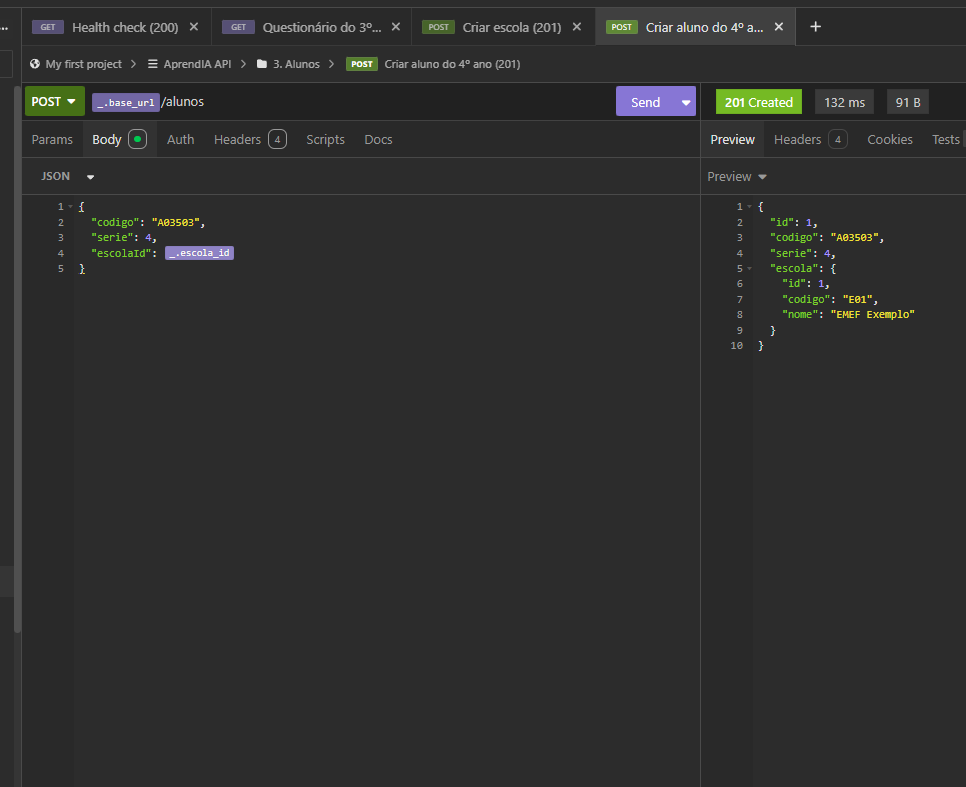 ... GET Health check (200) × GET Questionário do 3º... × POST Criar escola (201) × POST Criar aluno do 4º a... × +
My first project > AprendIA API > 3. Alunos > POST Criar aluno do 4º ano (201)
POST _.base_url /alunos Send 201 Created 132 ms 91 B
Params Body Auth Headers 4 Scripts Docs Preview Headers 4 Cookies Tests
JSON Preview
1 {
2 "codigo": "A03503",
3 "serie": 4,
4 "escolaId": _.escola_id
5 }
1 {
2 "id": 1,
3 "codigo": "A03503",
4 "serie": 4,
5 "escola": {
6 "id": 1,
7 "codigo": "E01",
8 "nome": "EMEF Exemplo"
9 }
10 }